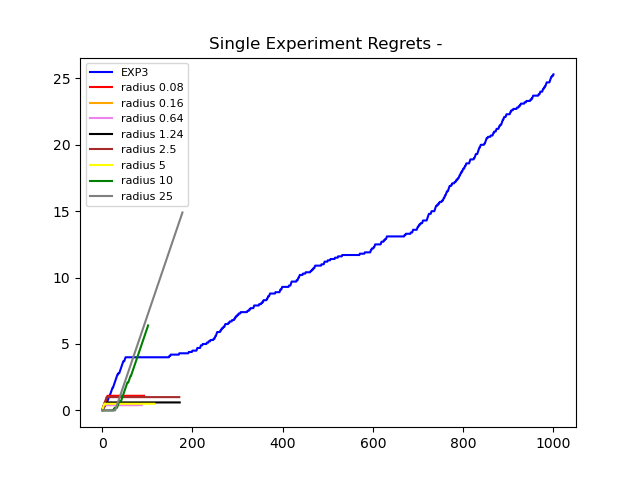 Single Experiment Regrets -
EXP3
radius 0.08
radius 0.16
radius 0.64
radius 1.24
radius 2.5
radius 5
radius 10
radius 25
25
20
15
10
5
0
0 200 400 600 800 1000